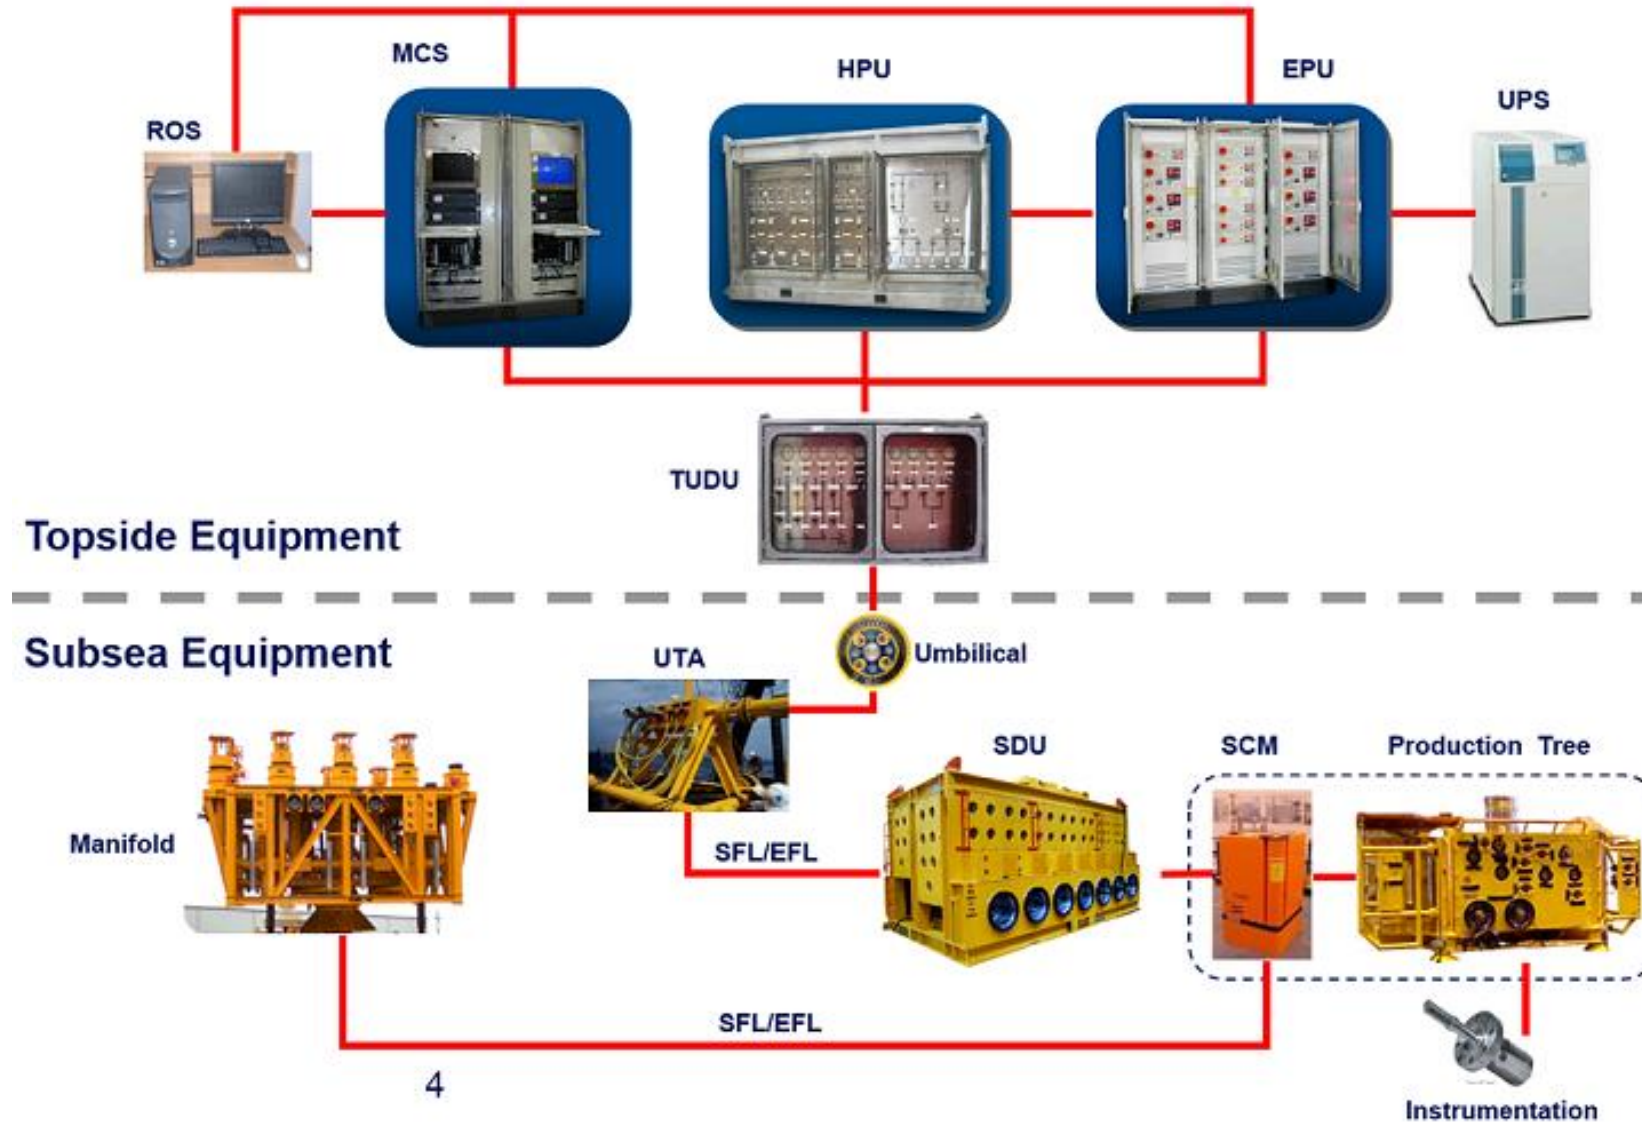 MCS
HPU
EPU
UPS
ROS
TUDU
Topside Equipment
Subsea Equipment
UTA
Umbilical
SDU
SCM
Production Tree
Manifold
SFL/EFL
SFL/EFL
4
Instrumentation